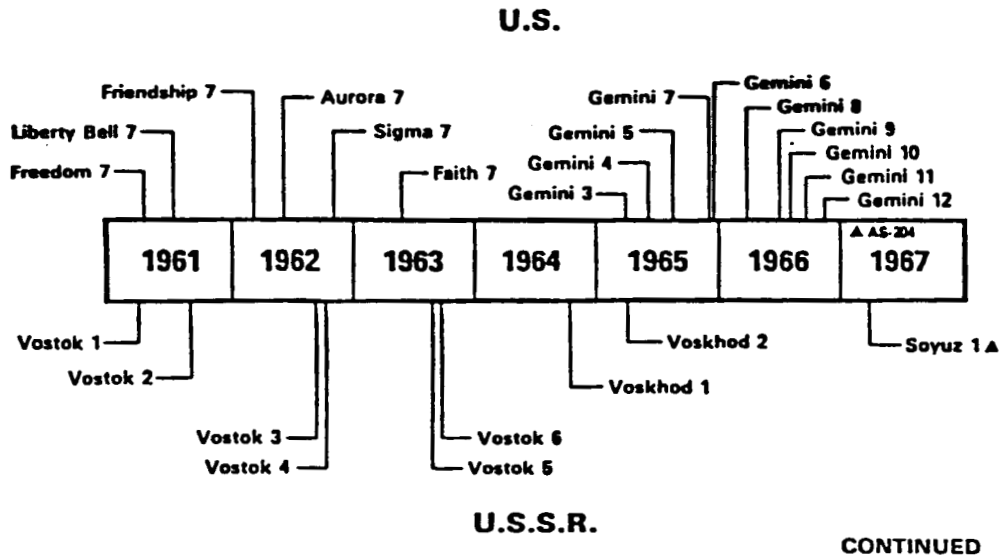 U.S.
Friendship 7
Aurora 7
Gemini 7
Gemini 6
Gemini 8
Liberty Bell 7
Sigma 7
Gemini 5
Gemini 9
Gemini 10
Freedom 7
Faith 7
Gemini 4
Gemini 11
Gemini 3
Gemini 12
▲ AS-204
1961 1962 1963 1964 1965 1966 1967
Vostok 1
Voskhod 2
Soyuz 1 ▲
Vostok 2
Voskhod 1
Vostok 3
Vostok 6
Vostok 4
Vostok 5
U.S.S.R.
CONTINUED